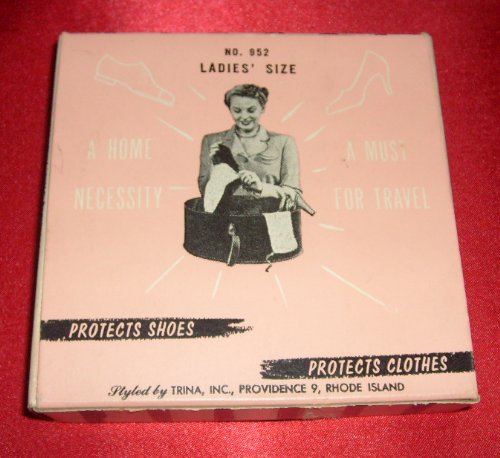 NO. 952
LADIES' SIZE
A HOME
NECESSITY
A MUST
FOR TRAVEL
PROTECTS SHOES
PROTECTS CLOTHES
Styled by TRINA, INC., PROVIDENCE 9, RHODE ISLAND